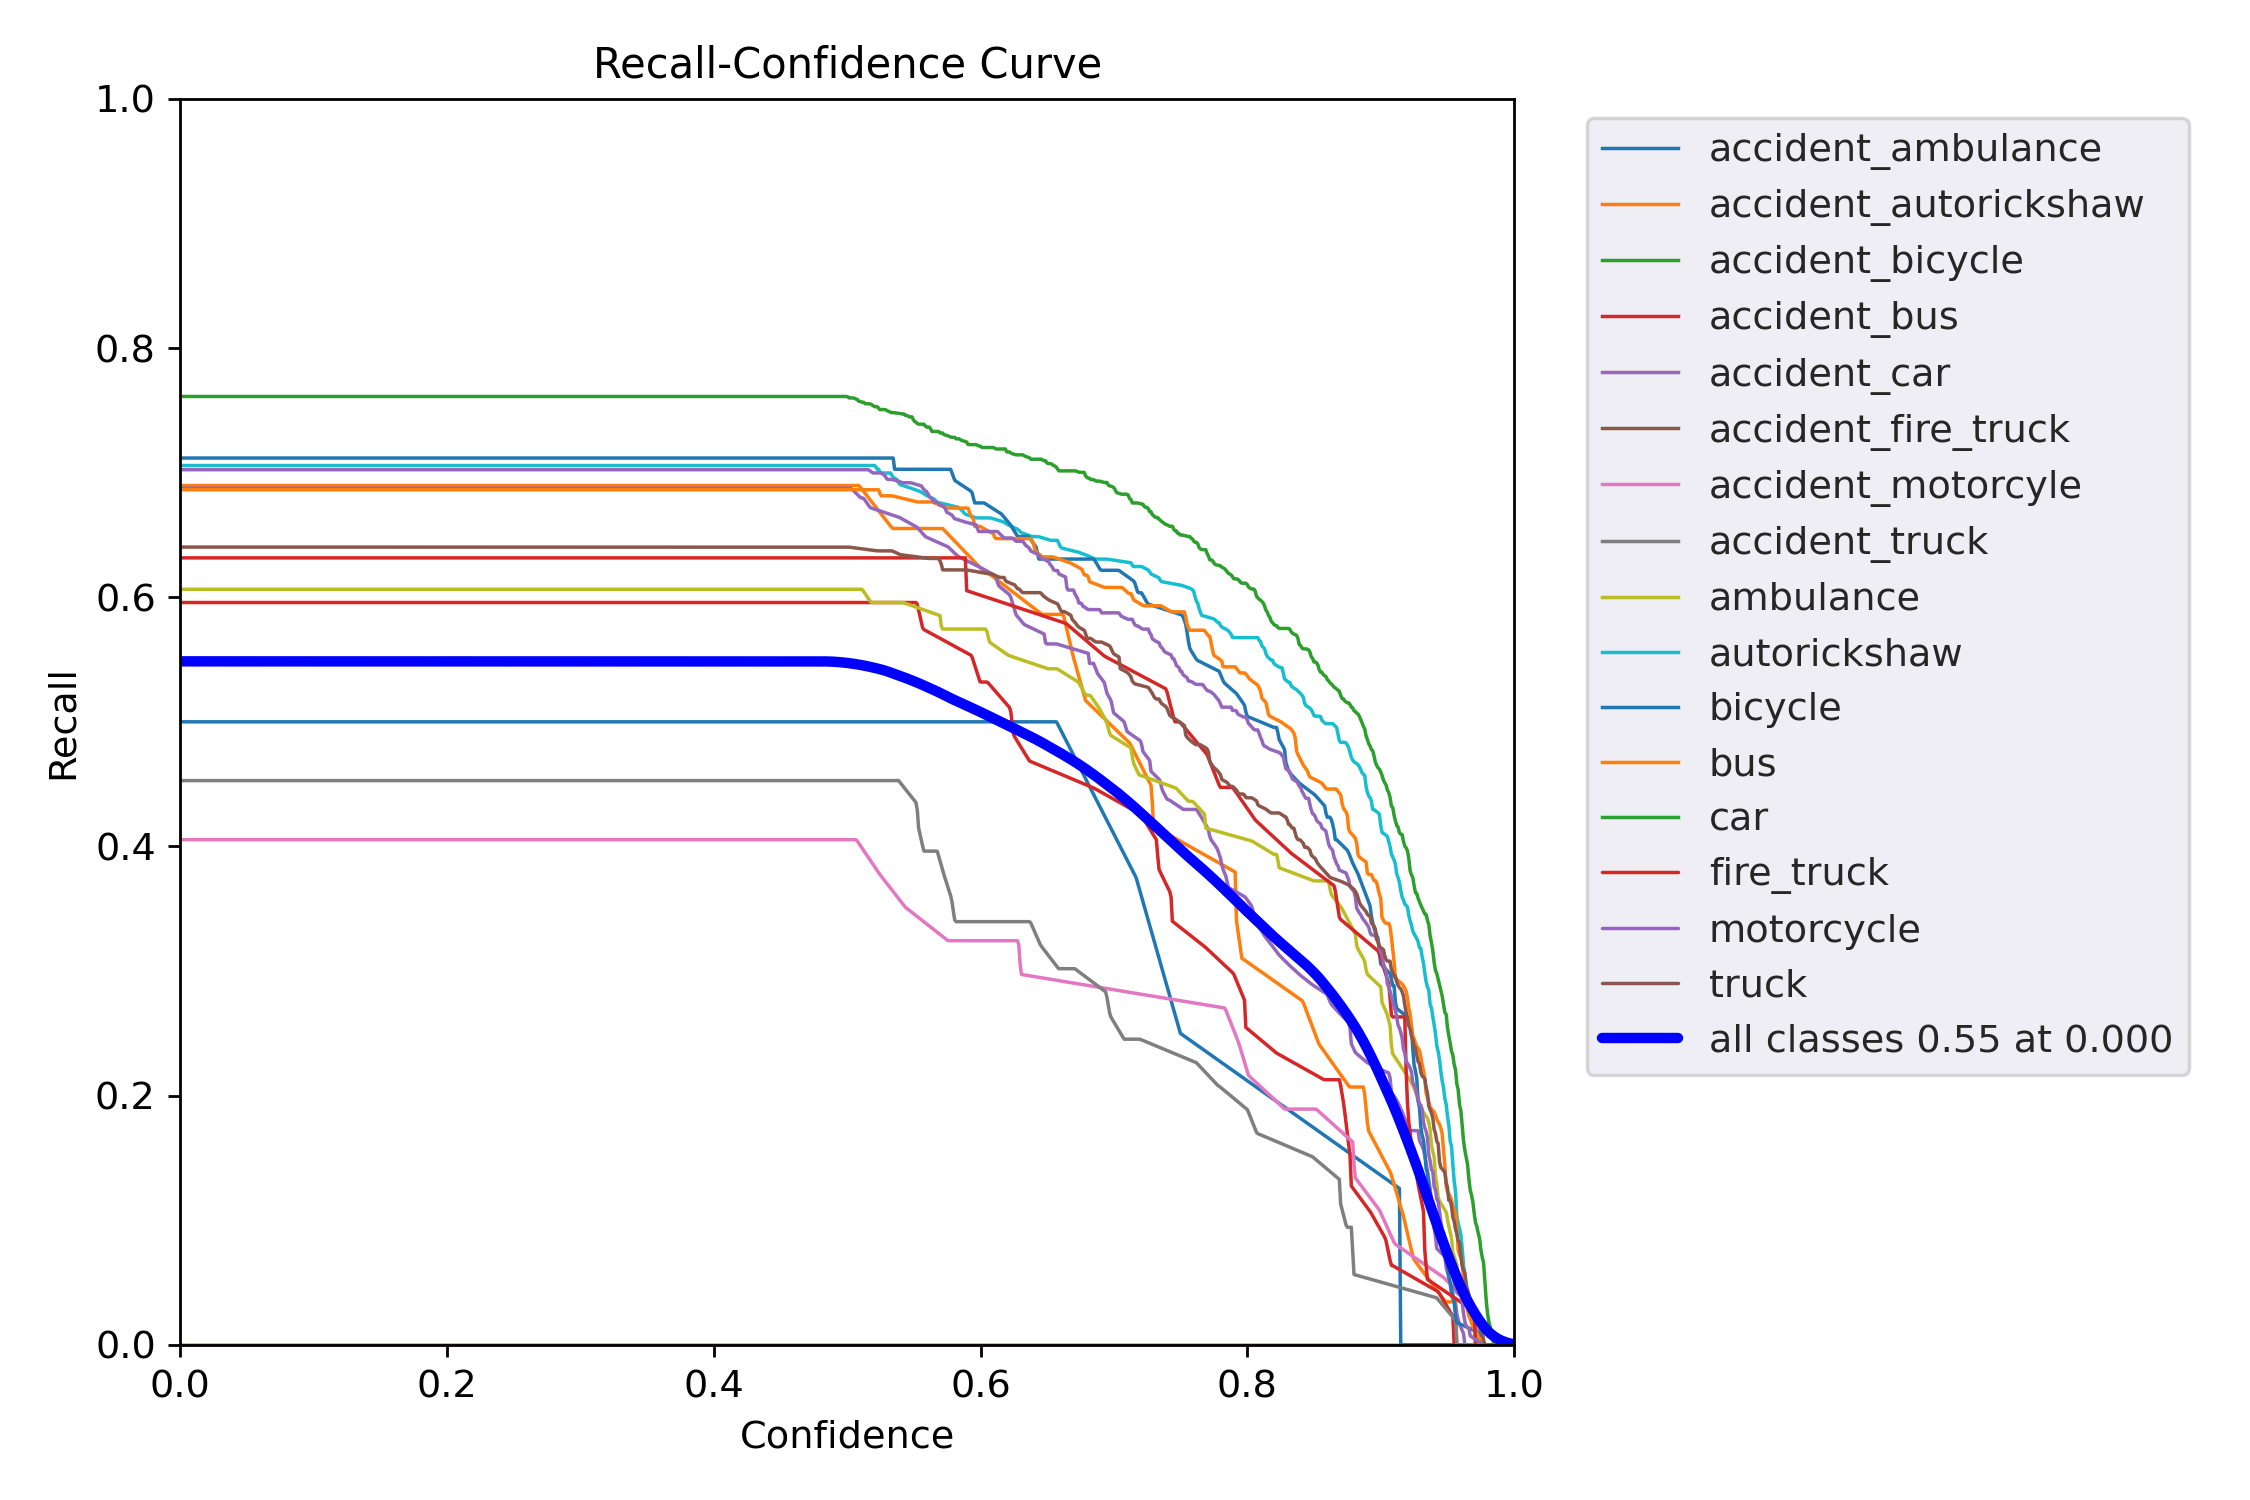 Recall-Confidence Curve
1.0
0.8
0.6
0.4
0.2
0.0
Recall
0.0 0.2 0.4 0.6 0.8 1.0
Confidence
accident_ambulance
accident_autorickshaw
accident_bicycle
accident_bus
accident_car
accident_fire_truck
accident_motorcyle
accident_truck
ambulance
autorickshaw
bicycle
bus
car
fire_truck
motorcycle
truck
all classes 0.55 at 0.000